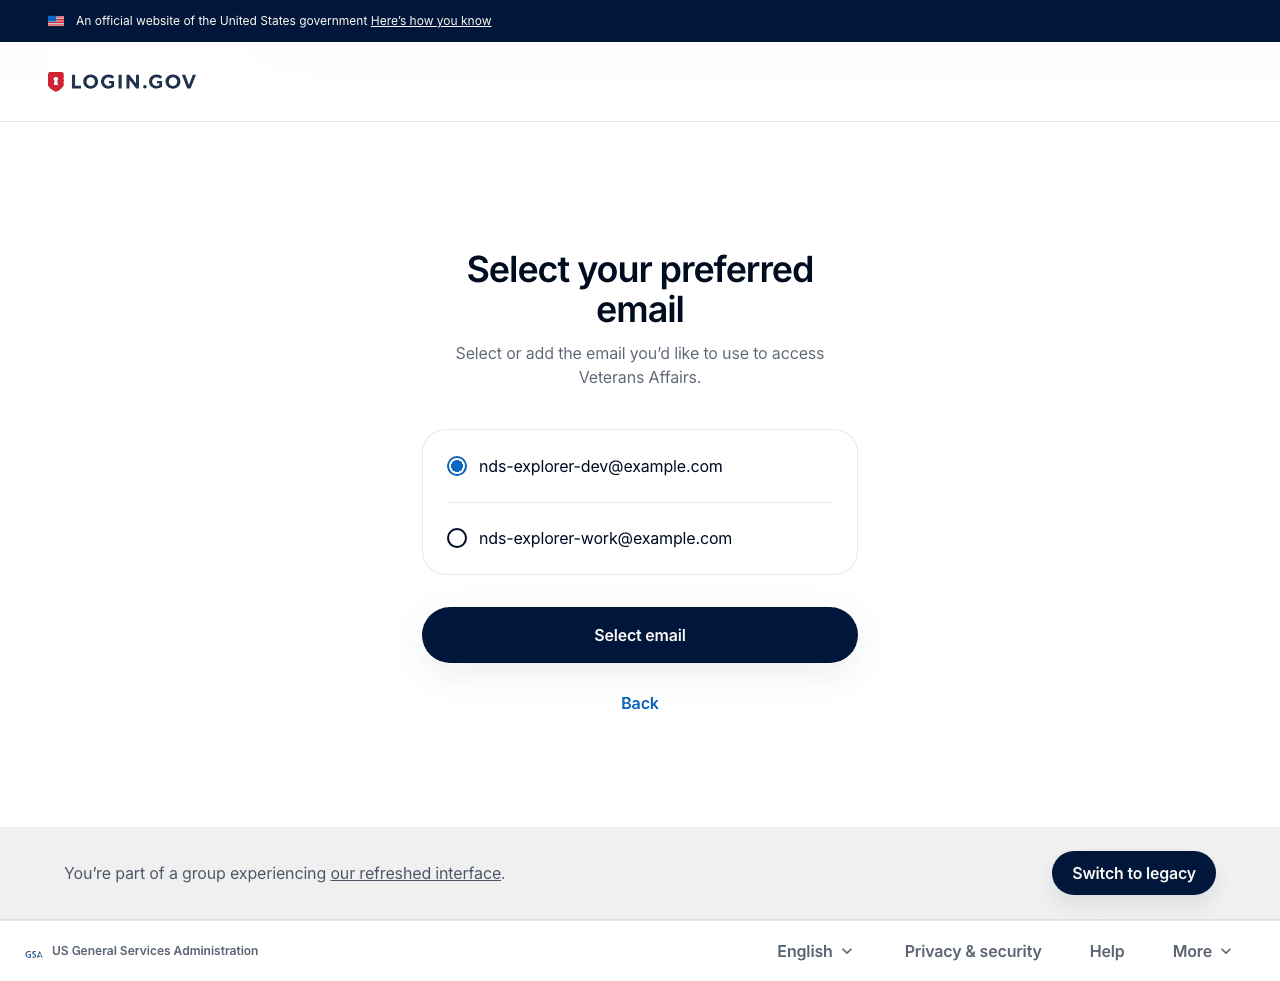 An official website of the United States government Here’s how you know
LOGIN.GOV
Select your preferred
email
Select or add the email you’d like to use to access
Veterans Affairs.
nds-explorer-dev@example.com
nds-explorer-work@example.com
Select email
Back
You’re part of a group experiencing our refreshed interface.
Switch to legacy
GSA US General Services Administration
English
Privacy & security
Help
More